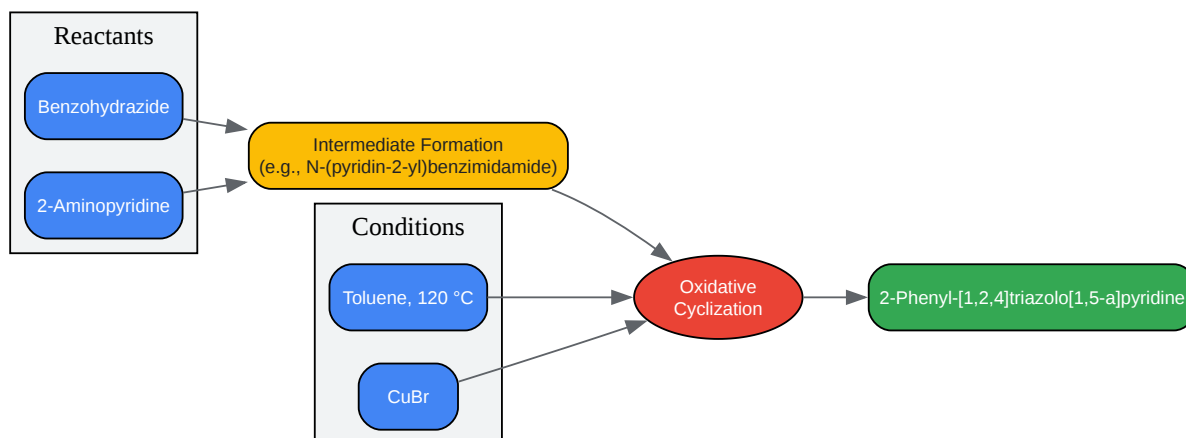 Reactants
Benzohydrazide
2-Aminopyridine
Intermediate Formation
(e.g., N-(pyridin-2-yl)benzimidamide)
Conditions
Toluene, 120 °C
CuBr
Oxidative
Cyclization
2-Phenyl-[1,2,4]triazolo[1,5-a]pyridine